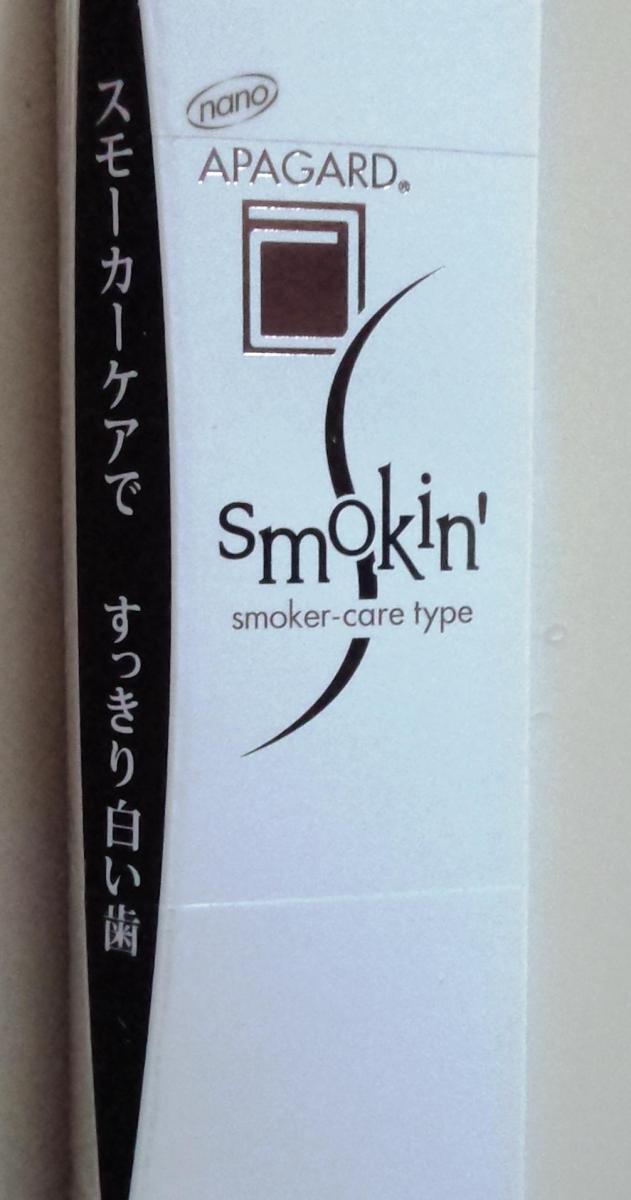 nano
APAGARD®
smokin'
smoker-care type
スモーカーケアで すっきり白い歯